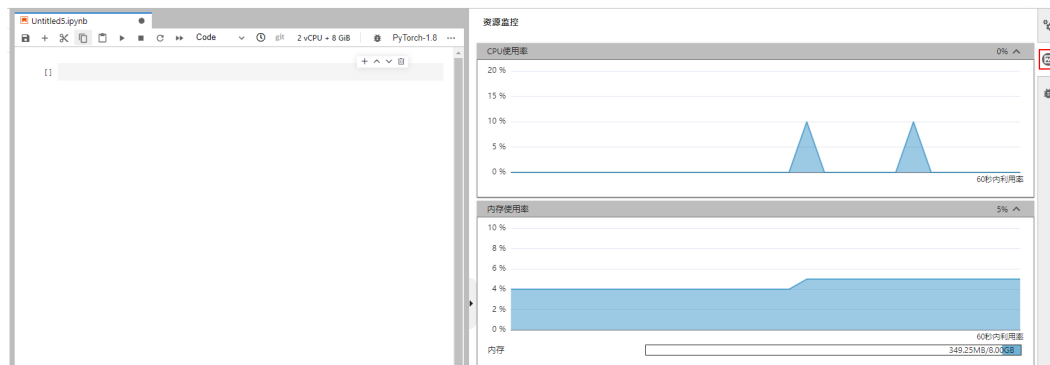 Untitled5.ipynb
Code
git
2 vCPU + 8 GiB
PyTorch-1.8
[ ]
资源监控
CPU使用率
0%
20 %
15 %
10 %
5 %
0 %
60秒内利用率
内存使用率
5%
10 %
8 %
6 %
4 %
2 %
0 %
60秒内利用率
内存
349.25MB/8.00GB